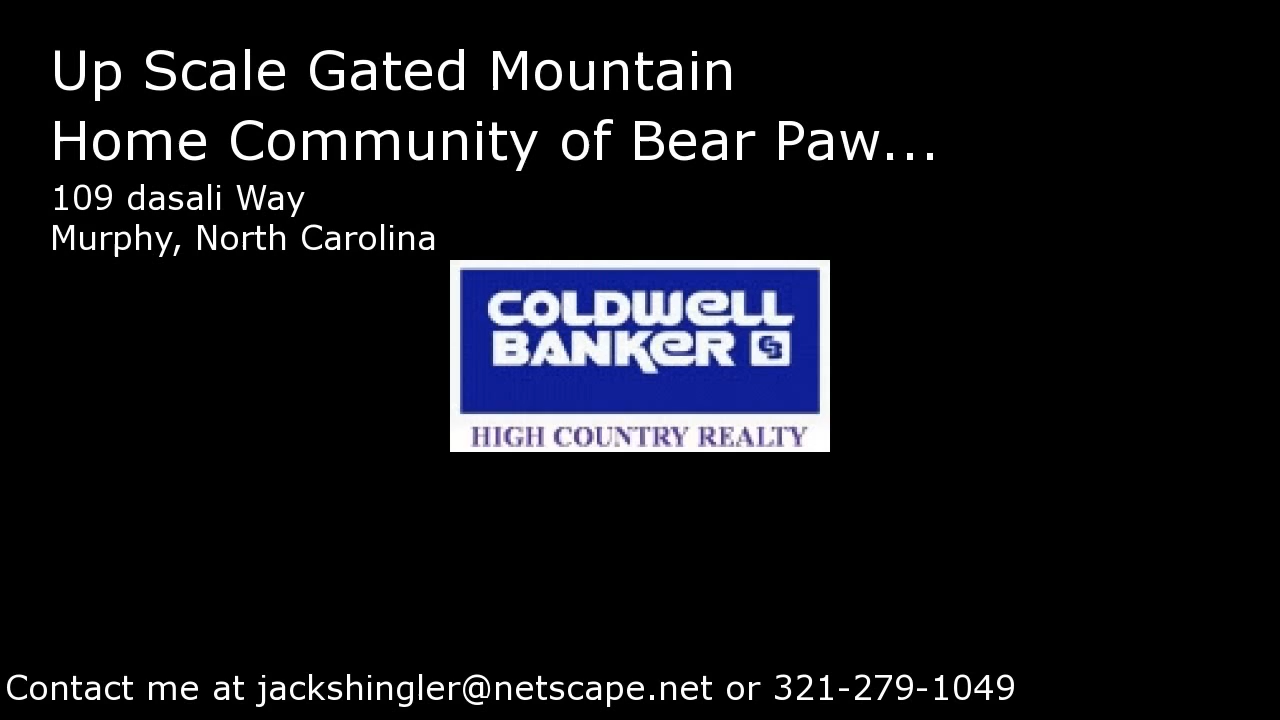 Up Scale Gated Mountain
Home Community of Bear Paw...
109 dasali Way
Murphy, North Carolina
COLDWELL
BANKER CB
HIGH COUNTRY REALTY
Contact me at jackshingler@netscape.net or 321-279-1049